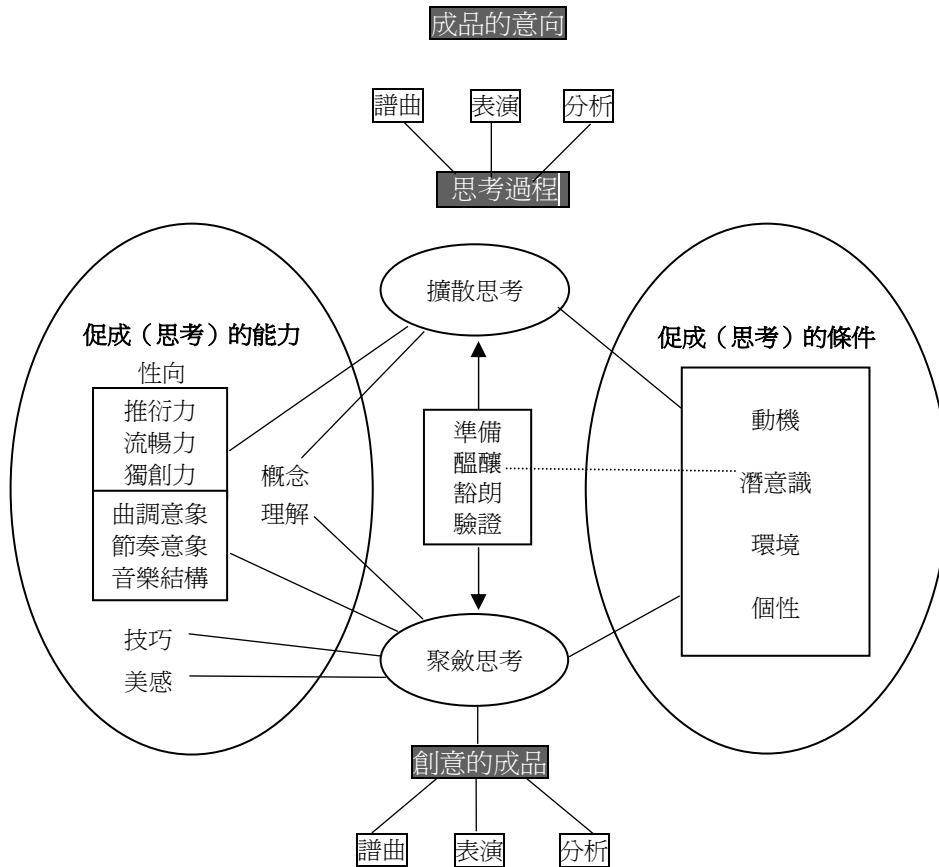 成品的意向
譜曲
表演
分析
思考過程
擴散思考
促成（思考）的能力
性向
推衍力
流暢力
獨創力
曲調意象
節奏意象
音樂結構
概念
理解
技巧
美感
準備
醞釀
豁朗
驗證
促成（思考）的條件
動機
潛意識
環境
個性
聚斂思考
創意的成品
譜曲
表演
分析